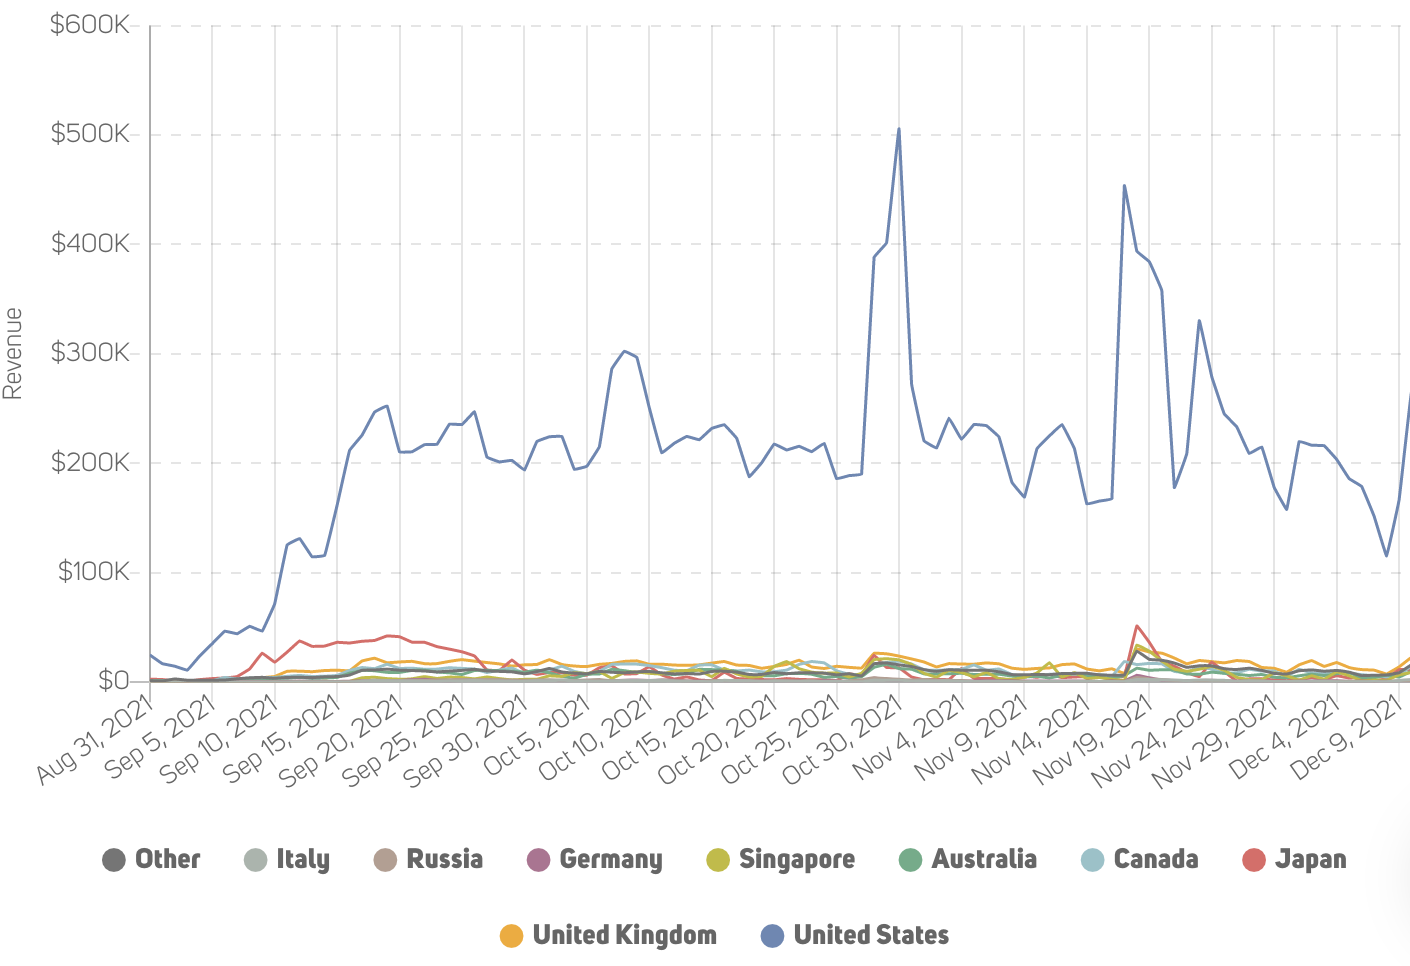 $600K
$500K
$400K
$300K
$200K
$100K
$0
Revenue
Aug 31, 2021
Sep 5, 2021
Sep 10, 2021
Sep 15, 2021
Sep 20, 2021
Sep 25, 2021
Sep 30, 2021
Oct 5, 2021
Oct 10, 2021
Oct 15, 2021
Oct 20, 2021
Oct 25, 2021
Oct 30, 2021
Nov 4, 2021
Nov 9, 2021
Nov 14, 2021
Nov 19, 2021
Nov 24, 2021
Nov 29, 2021
Dec 4, 2021
Dec 9, 2021
Other Italy Russia Germany Singapore Australia Canada Japan
United Kingdom United States